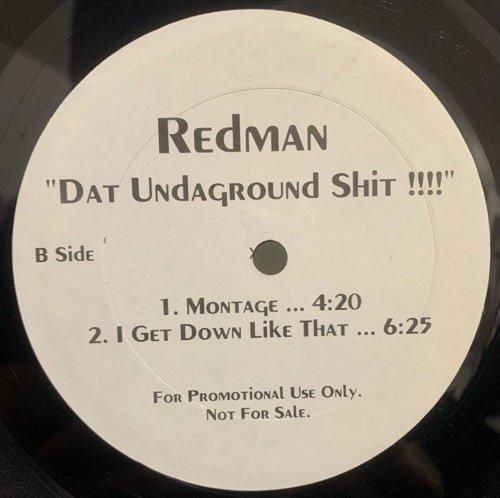 Redman
"Dat Undaground Shit !!!!"
B Side
1. Montage ... 4:20
2. I Get Down Like That ... 6:25
For Promotional Use Only.
Not For Sale.